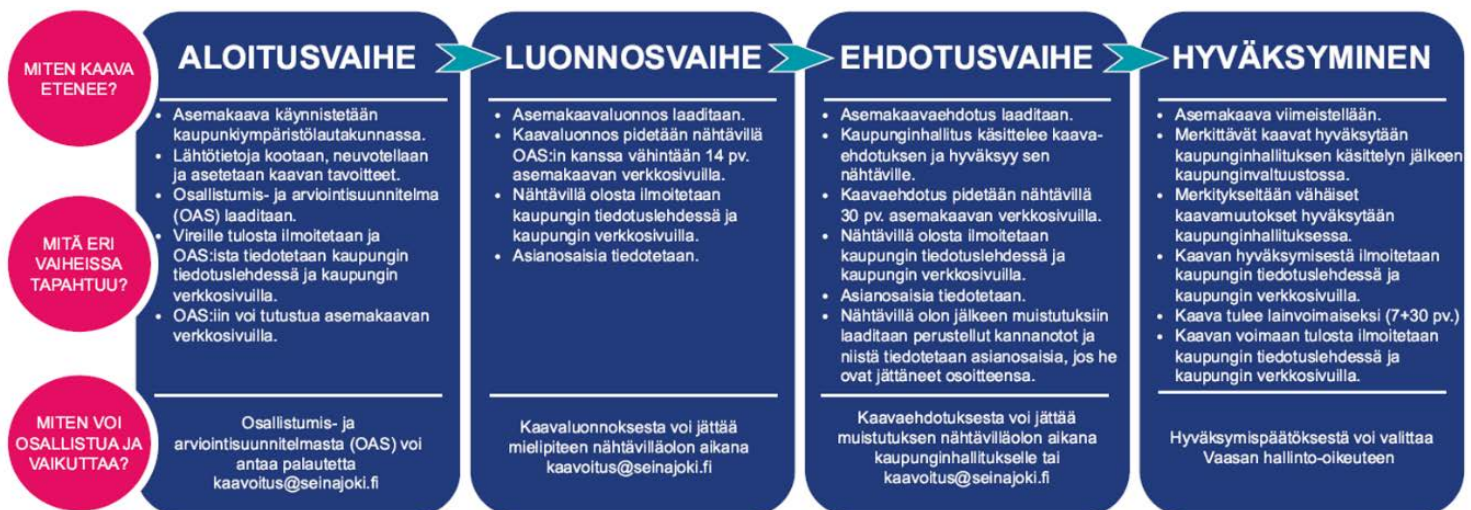 MITEN KAAVA
ETENEE?
MITÄ ERI
VAIHEISSA
TAPAHTUU?
MITEN VOI
OSALLISTUA JA
VAIKUTTAA?
ALOITUSVAIHE
• Asemakaava käynnistetään
kaupunkiympäristölautakunnassa.
• Lähtötietoja kootaan, neuvotellaan
ja asetetaan kaavan tavoitteet.
• Osallistumis- ja arviointisuunnitelma
(OAS) laaditaan.
• Vireille tulosta ilmoitetaan ja
OAS:ista tiedotetaan kaupungin
tiedotuslehdessä ja kaupungin
verkkosivuilla.
• OAS:iin voi tutustua asemakaavan
verkkosivuilla.
Osallistumis- ja
arviointisuunnitelmasta (OAS) voi
antaa palautetta
kaavoitus@seinajoki.fi
LUONNOSVAIHE
• Asemakaavaluonnos laaditaan.
• Kaavaluonnos pidetään nähtävillä
OAS:in kanssa vähintään 14 pv.
asemakaavan verkkosivuilla.
• Nähtävillä olosta ilmoitetaan
kaupungin tiedotuslehdessä ja
kaupungin verkkosivuilla.
• Asianosaisia tiedotetaan.
Kaavaluonnoksesta voi jättää
mielipiteen nähtävilläolon aikana
kaavoitus@seinajoki.fi
EHDOTUSVAIHE
• Asemakaavaehdotus laaditaan.
• Kaupunginhallitus käsittelee kaava-
ehdotuksen ja hyväksyy sen
nähtäville.
• Kaavaehdotus pidetään nähtävillä
30 pv. asemakaavan verkkosivuilla.
• Nähtävillä olosta ilmoitetaan
kaupungin tiedotuslehdessä ja
kaupungin verkkosivuilla.
• Asianosaisia tiedotetaan.
• Nähtävillä olon jälkeen muistutuksiin
laaditaan perustellut kannanotot ja
niistä tiedotetaan asianosaisia, jos he
ovat jättäneet osoitteensa.
Kaavaehdotuksesta voi jättää
muistutuksen nähtävilläolon aikana
kaupunginhallitukselle tai
kaavoitus@seinajoki.fi
HYVÄKSYMINEN
• Asemakaava viimeistellään.
• Merkittävät kaavat hyväksytään
kaupunginhallituksen käsittelyn jälkeen
kaupunginvaltuustossa.
• Merkitykseltään vähäiset
kaavamuutokset hyväksytään
kaupunginhallituksessa.
• Kaavan hyväksymisestä ilmoitetaan
kaupungin tiedotuslehdessä ja
kaupungin verkkosivuilla.
• Kaava tulee lainvoimaiseksi (7+30 pv.)
• Kaavan voimaan tulosta ilmoitetaan
kaupungin tiedotuslehdessä ja
kaupungin verkkosivuilla.
Hyväksymispäätöksestä voi valittaa
Vaasan hallinto-oikeuteen